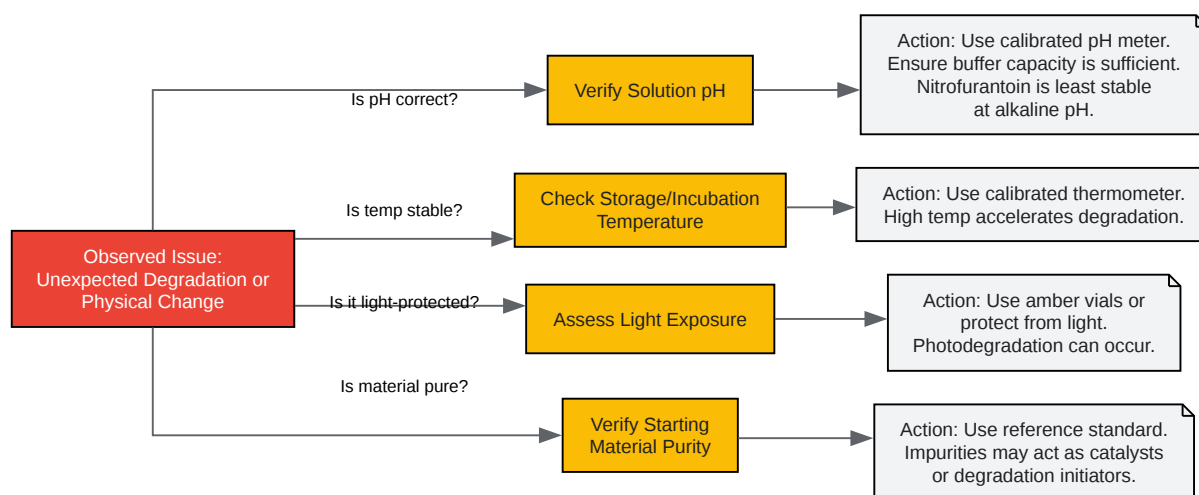 Observed Issue:
Unexpected Degradation or
Physical Change
Is pH correct?
Verify Solution pH
Action: Use calibrated pH meter.
Ensure buffer capacity is sufficient.
Nitrofurantoin is least stable
at alkaline pH.
Is temp stable?
Check Storage/Incubation
Temperature
Action: Use calibrated thermometer.
High temp accelerates degradation.
Is it light-protected?
Assess Light Exposure
Action: Use amber vials or
protect from light.
Photodegradation can occur.
Is material pure?
Verify Starting
Material Purity
Action: Use reference standard.
Impurities may act as catalysts
or degradation initiators.